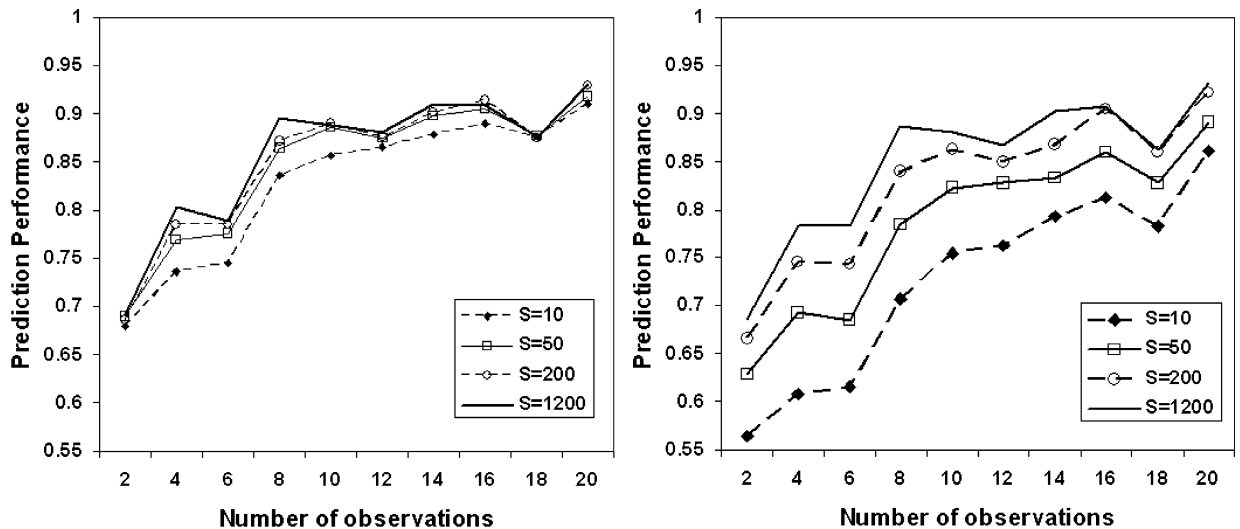 Prediction Performance
1
0.95
0.9
0.85
0.8
0.75
0.7
0.65
0.6
0.55
2 4 6 8 10 12 14 16 18 20
Number of observations
S=10
S=50
S=200
S=1200
Prediction Performance
1
0.95
0.9
0.85
0.8
0.75
0.7
0.65
0.6
0.55
2 4 6 8 10 12 14 16 18 20
Number of observations
S=10
S=50
S=200
S=1200